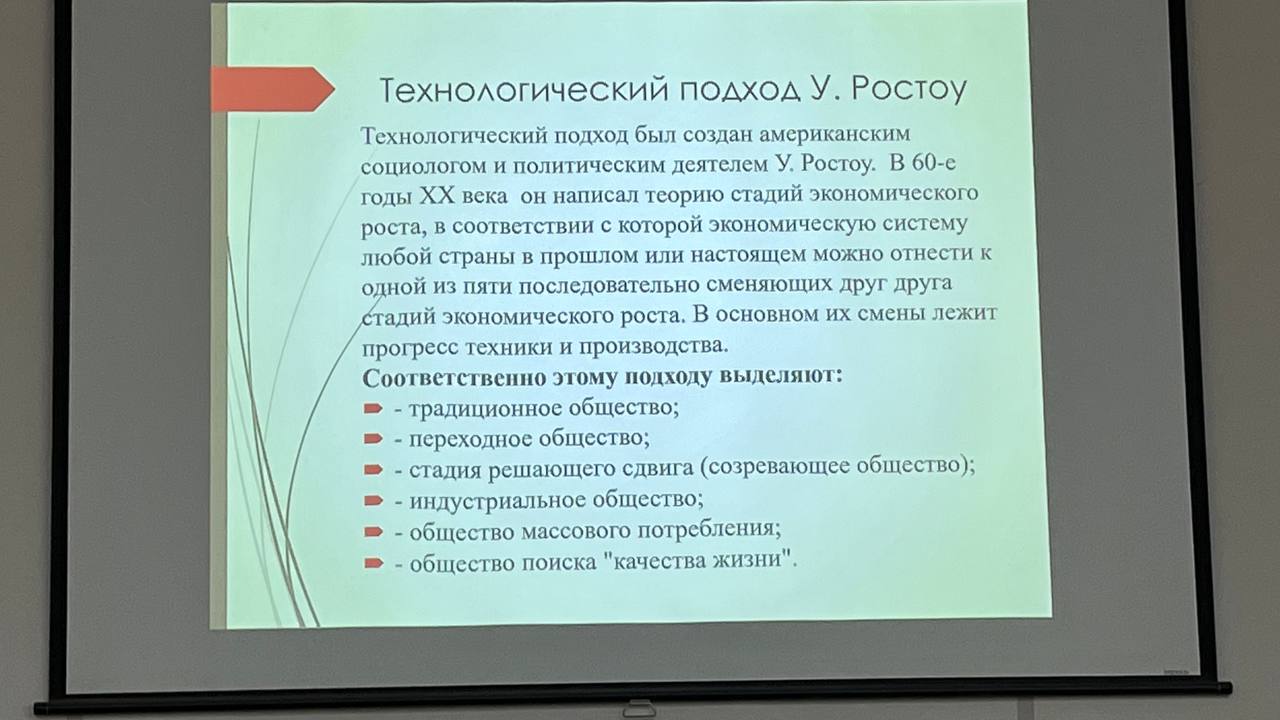 Технологический подход У. Ростоу
Технологический подход был создан американским
социологом и политическим деятелем У. Ростоу. В 60-е
годы XX века он написал теорию стадий экономического
роста, в соответствии с которой экономическую систему
любой страны в прошлом или настоящем можно отнести к
одной из пяти последовательно сменяющих друг друга
стадий экономического роста. В основном их смены лежит
прогресс техники и производства.
Соответственно этому подходу выделяют:
- традиционное общество;
- переходное общество;
- стадия решающего сдвига (созревающее общество);
- индустриальное общество;
- общество массового потребления;
- общество поиска "качества жизни".